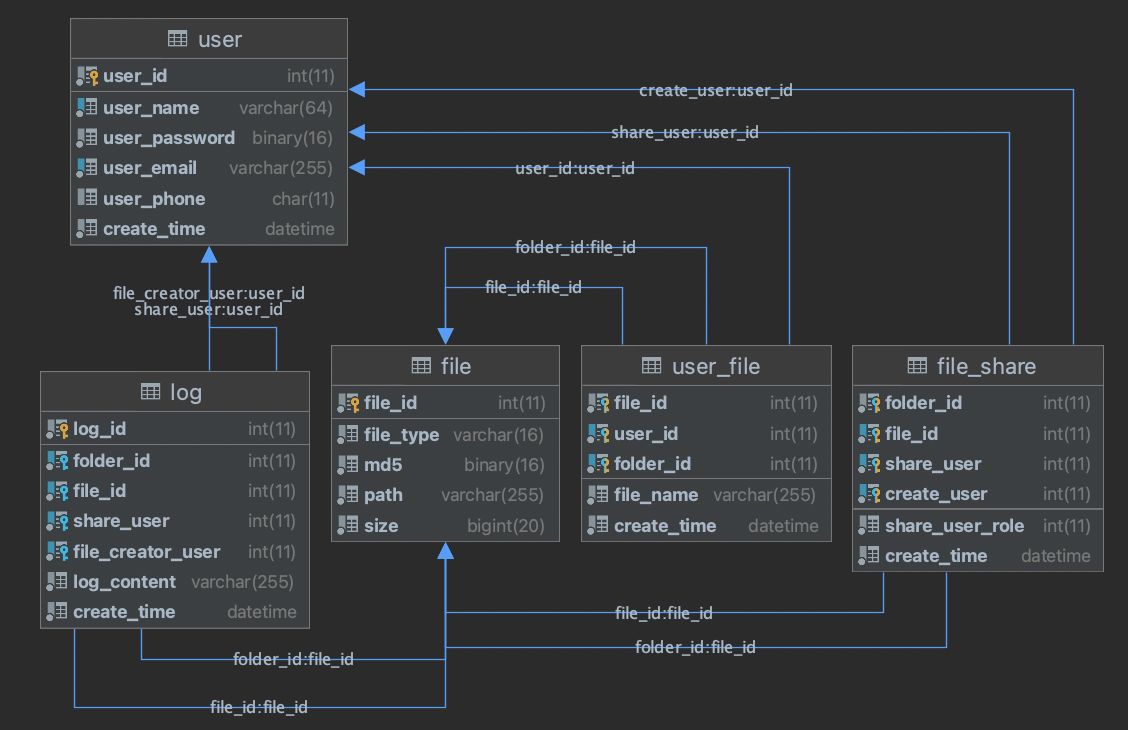 user
user_id int(11)
user_name varchar(64)
user_password binary(16)
user_email varchar(255)
user_phone char(11)
create_time datetime
create_user:user_id
share_user:user_id
user_id:user_id
folder_id:file_id
file_id:file_id
file_creator_user:user_id
share_user:user_id
log
log_id int(11)
folder_id int(11)
file_id int(11)
share_user int(11)
file_creator_user int(11)
log_content varchar(255)
create_time datetime
file
file_id int(11)
file_type varchar(16)
md5 binary(16)
path varchar(255)
size bigint(20)
user_file
file_id int(11)
user_id int(11)
folder_id int(11)
file_name varchar(255)
create_time datetime
file_share
folder_id int(11)
file_id int(11)
share_user int(11)
create_user int(11)
share_user_role int(11)
create_time datetime
file_id:file_id
folder_id:file_id
folder_id:file_id
file_id:file_id